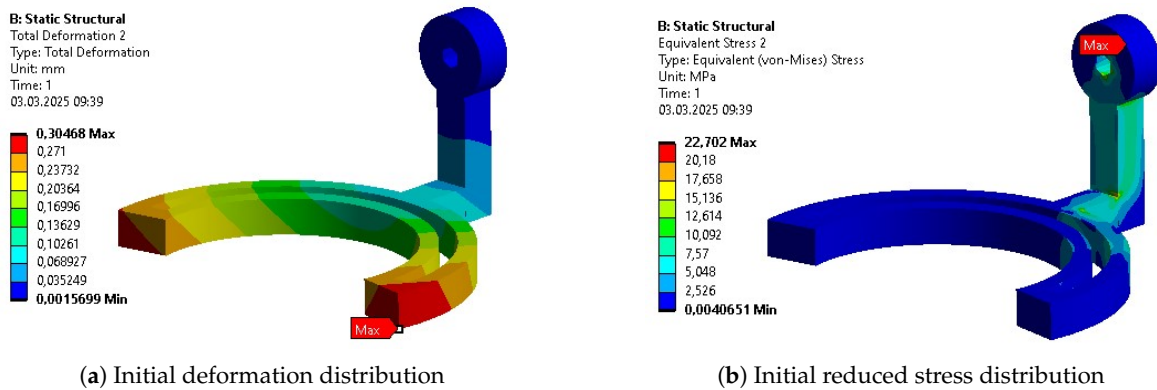 B: Static Structural
Total Deformation 2
Type: Total Deformation
Unit: mm
Time: 1
03.03.2025 09:39
0,30468 Max
0,271
0,23732
0,20364
0,16996
0,13629
0,10261
0,068927
0,035249
0,0015699 Min
Max
(a) Initial deformation distribution
B: Static Structural
Equivalent Stress 2
Type: Equivalent (von-Mises) Stress
Unit: MPa
Time: 1
03.03.2025 09:39
Max
22,702 Max
20,18
17,658
15,136
12,614
10,092
7,57
5,048
2,526
0,0040651 Min
(b) Initial reduced stress distribution